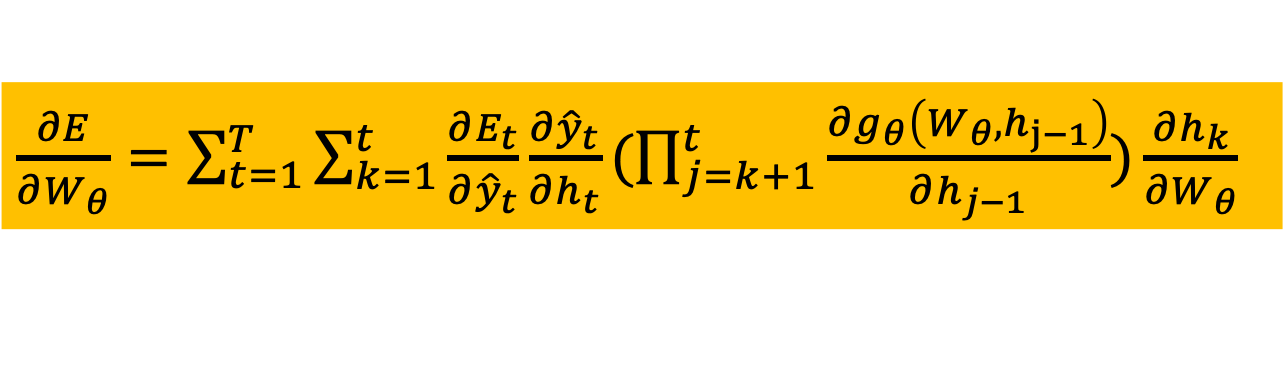 ∂E/∂W_θ = ∑_{t=1}^{T} ∑_{k=1}^{t} ∂E_t/∂ŷ_t ∂ŷ_t/∂h_t (∏_{j=k+1}^{t} ∂g_θ(W_θ,h_{j−1})/∂h_{j−1}) ∂h_k/∂W_θ